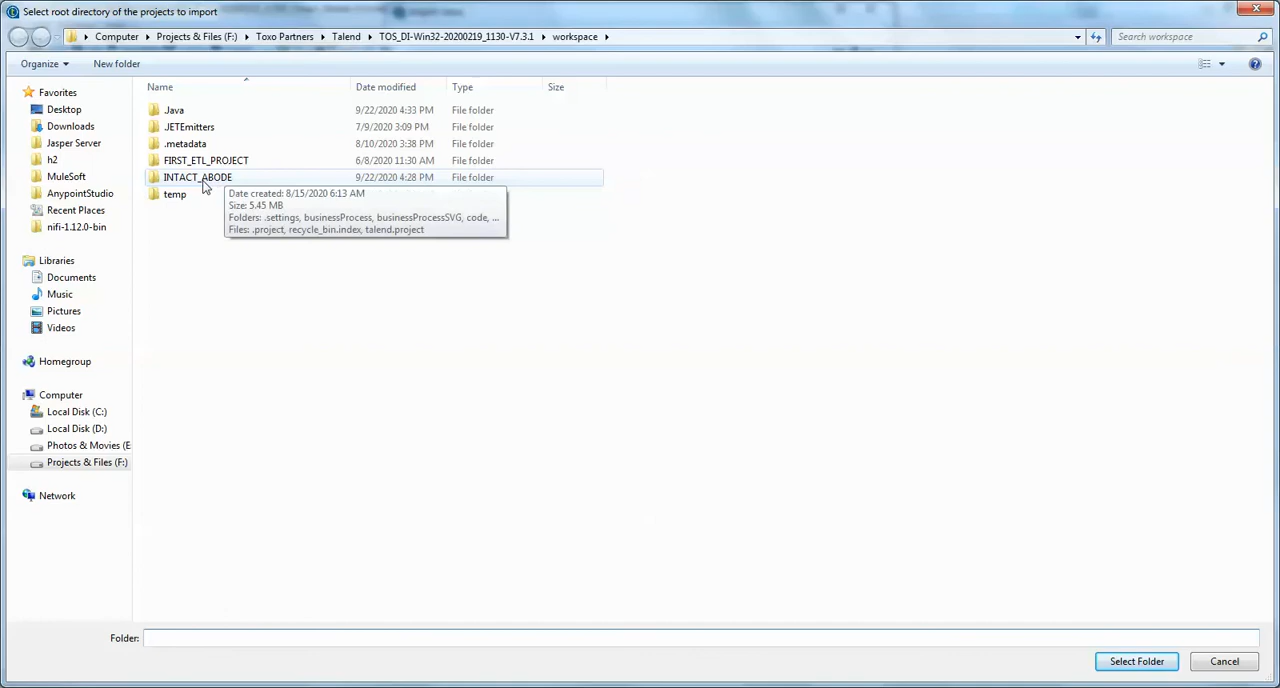 Select root directory of the projects to import
Computer Projects & Files (F:) Toxo Partners Talend TOS_DI-Win32-20200219_1130-V7.3.1 workspace
Search workspace
Organize New folder
Favorites
Desktop
Downloads
Jasper Server
h2
MuleSoft
AnypointStudio
Recent Places
nifi-1.12.0-bin
Libraries
Documents
Music
Pictures
Videos
Homegroup
Computer
Local Disk (C:)
Local Disk (D:)
Photos & Movies (E
Projects & Files (F:)
Network
Name Date modified Type Size
.Java 9/22/2020 4:33 PM File folder
.JETEmitters 7/9/2020 3:09 PM File folder
.metadata 8/10/2020 3:38 PM File folder
FIRST_ETL_PROJECT 6/8/2020 11:30 AM File folder
INTACT_ABODE 9/22/2020 4:28 PM File folder
temp
Date created: 8/15/2020 6:13 AM
Size: 5.45 MB
Folders: .settings, businessProcess, businessProcessSVG, code, ...
Files: .project, recycle_bin.index, talend.project
Folder:
Select Folder Cancel